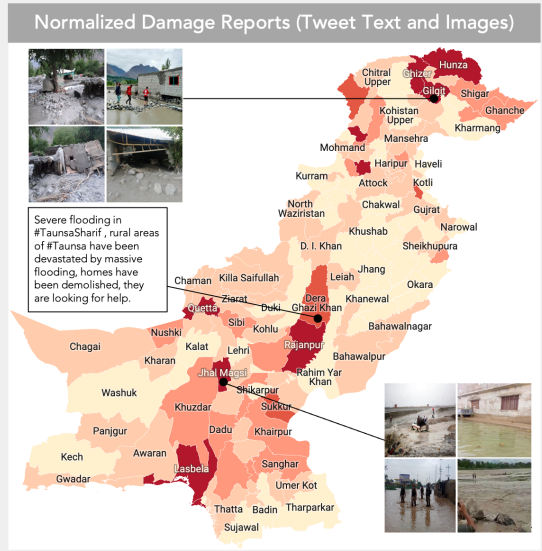 Normalized Damage Reports (Tweet Text and Images)
Hunza
Chitral
Upper
Ghizer
Gilgit
Shigar
Ghanche
Kohistan
Upper
Kharmang
Mansehra
Mohmand
Haripur
Haveli
Kurram
Attock
Kotli
North
Waziristan
Chakwal
Gujrat
Khushab
Narowal
Sheikhupura
D. I. Khan
Severe flooding in
#TaunsaSharif , rural areas
of #Taunsa have been
devastated by massive
flooding, homes have
been demolished, they
are looking for help.
Jhang
Leiah
Okara
Chaman
Killa Saifullah
Ziarat
Dera
Ghazi Khan
Khanewal
Quetta
Duki
Sibi
Kohlu
Bahawalnagar
Nushki
Rajanpur
Chagai
Kalat
Lehri
Bahawalpur
Kharan
Jhal Magsi
Rahim Yar
Khan
Washuk
Shikarpur
Khuzdar
Sukkur
Panjgur
Dadu
Khairpur
Kech
Awaran
Lasbela
Sanghar
Gwadar
Umer Kot
Thatta
Badin
Tharparkar
Sujawal